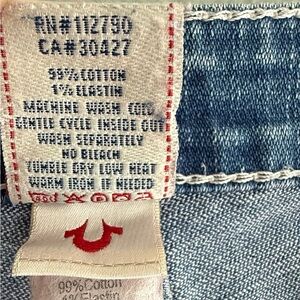 RN#112790
CA#30427
99% COTTON
1% ELASTIN
MACHINE WASH COLD
GENTLE CYCLE INSIDE OUT
WASH SEPARATELY
NO BLEACH
TUMBLE DRY LOW HEAT
WARM IRON IF NEEDED
99% Cotton
Elastin